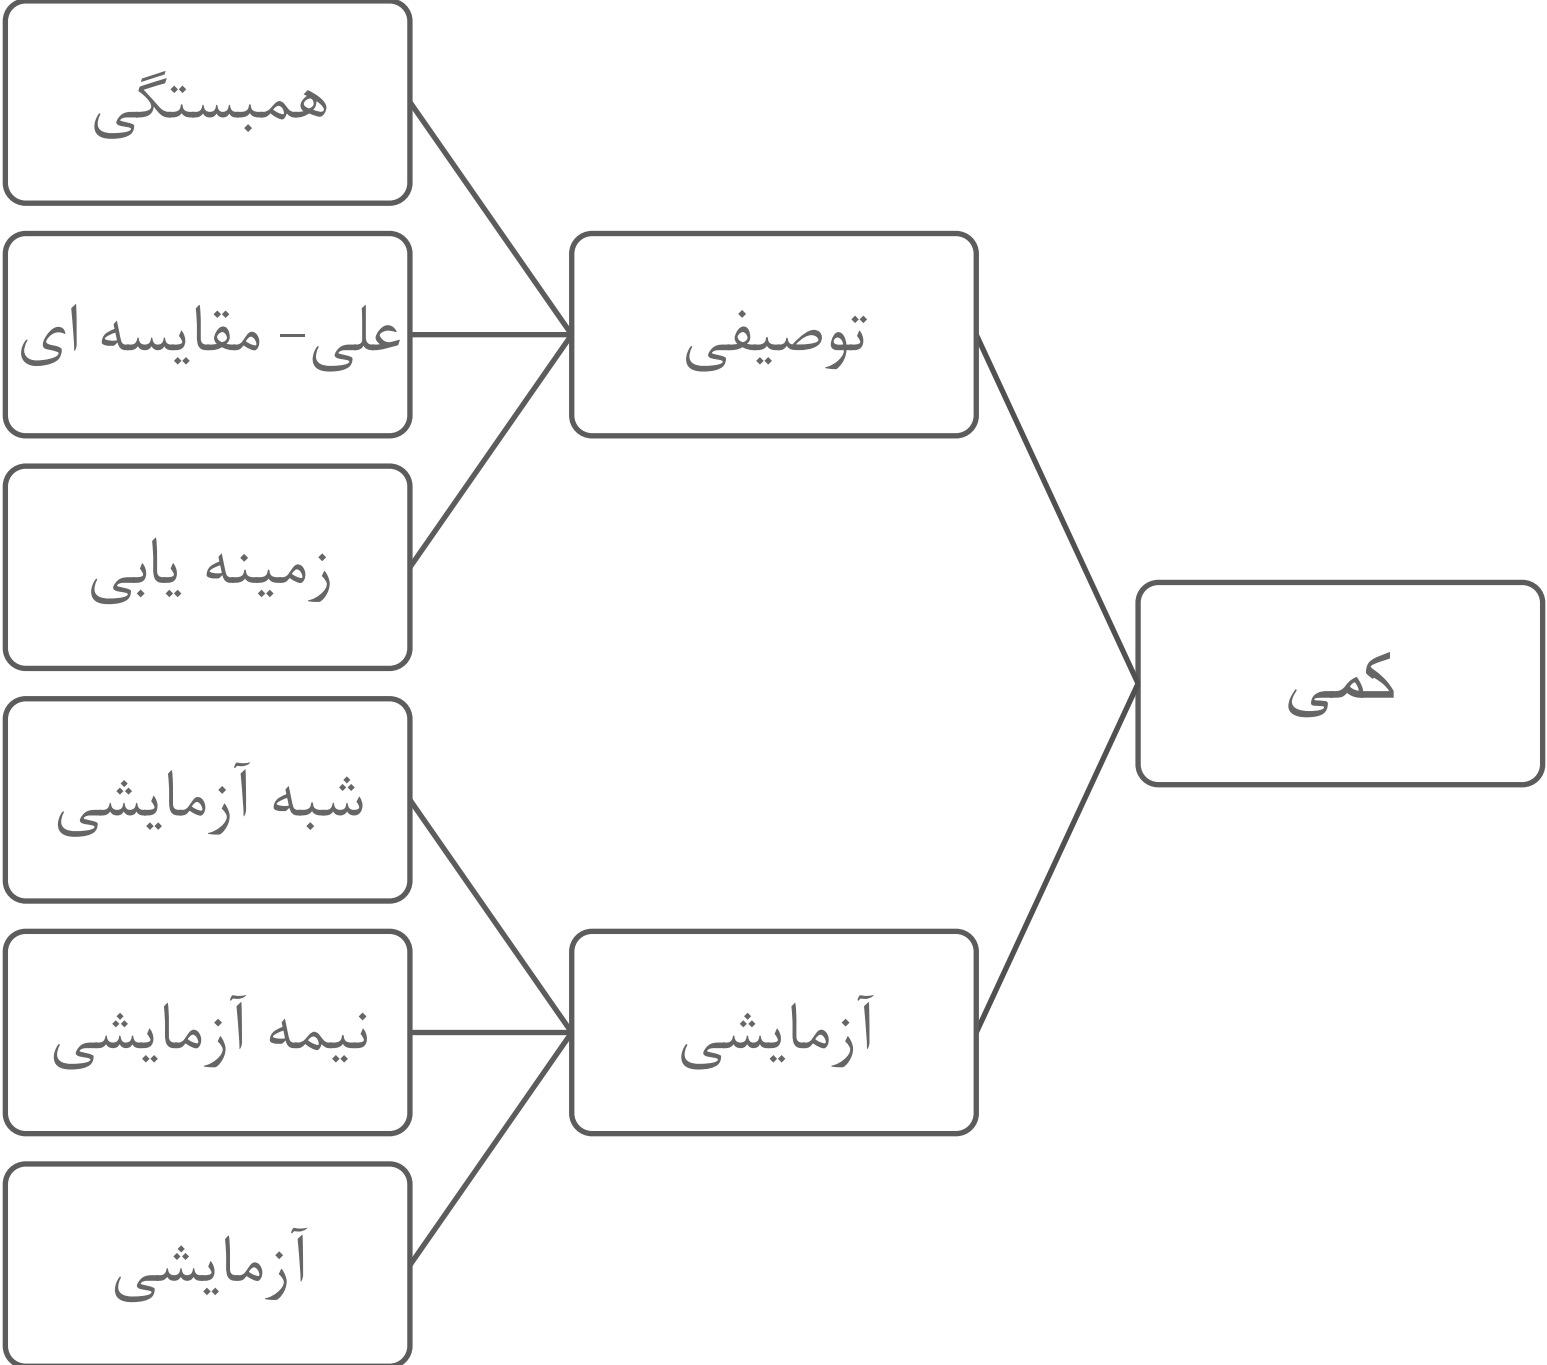 کمی
توصیفی
همبستگی
علی- مقایسه ای
زمینه یابی
آزمایشی
شبه آزمایشی
نیمه آزمایشی
آزمایشی